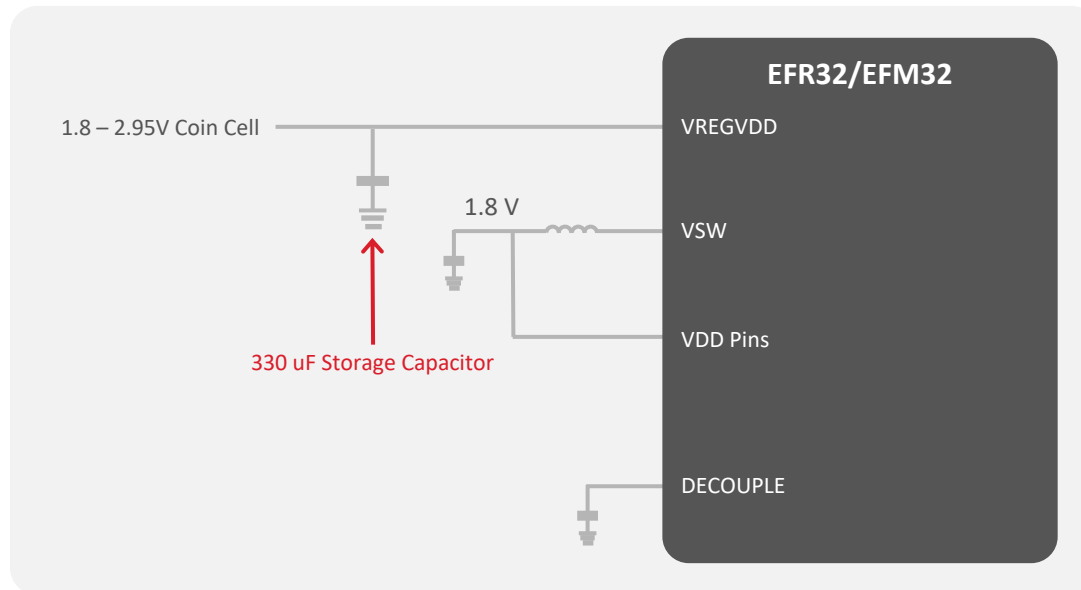 EFR32/EFM32
1.8 – 2.95V Coin Cell
VREGVDD
1.8 V
VSW
VDD Pins
330 uF Storage Capacitor
DECOUPLE